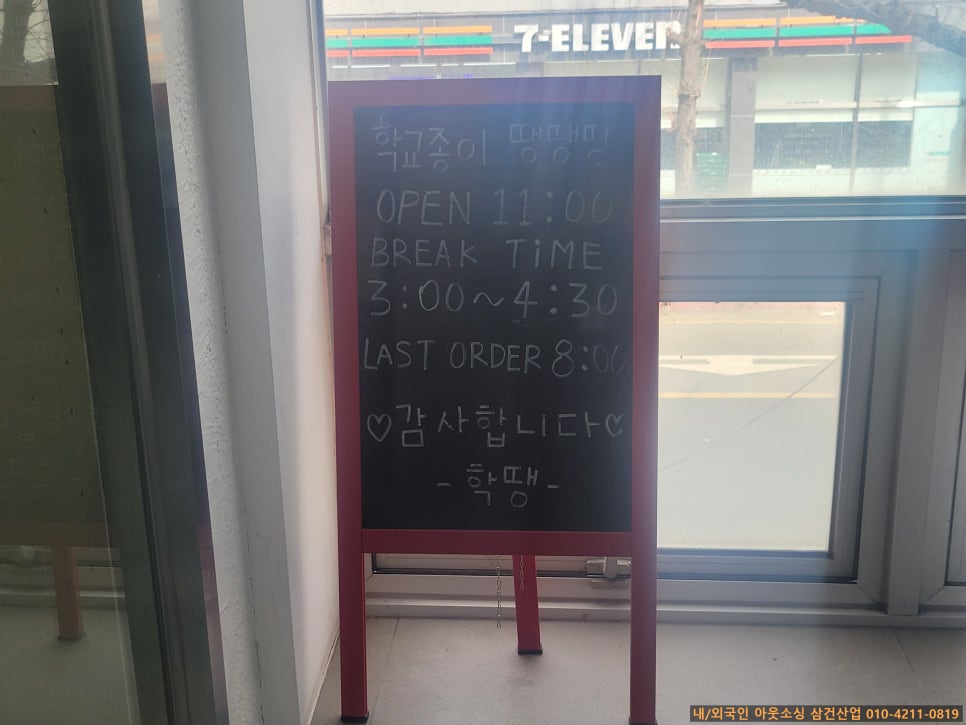 7-ELEVEN
학교종이 땡땡땅
OPEN 11:00
BREAK TiME
3:00~4:30
LAST ORDER 8:00
♡감사합니다♡
-학땡-
내/외국인 아웃소싱 삼건산업 010-4211-0819